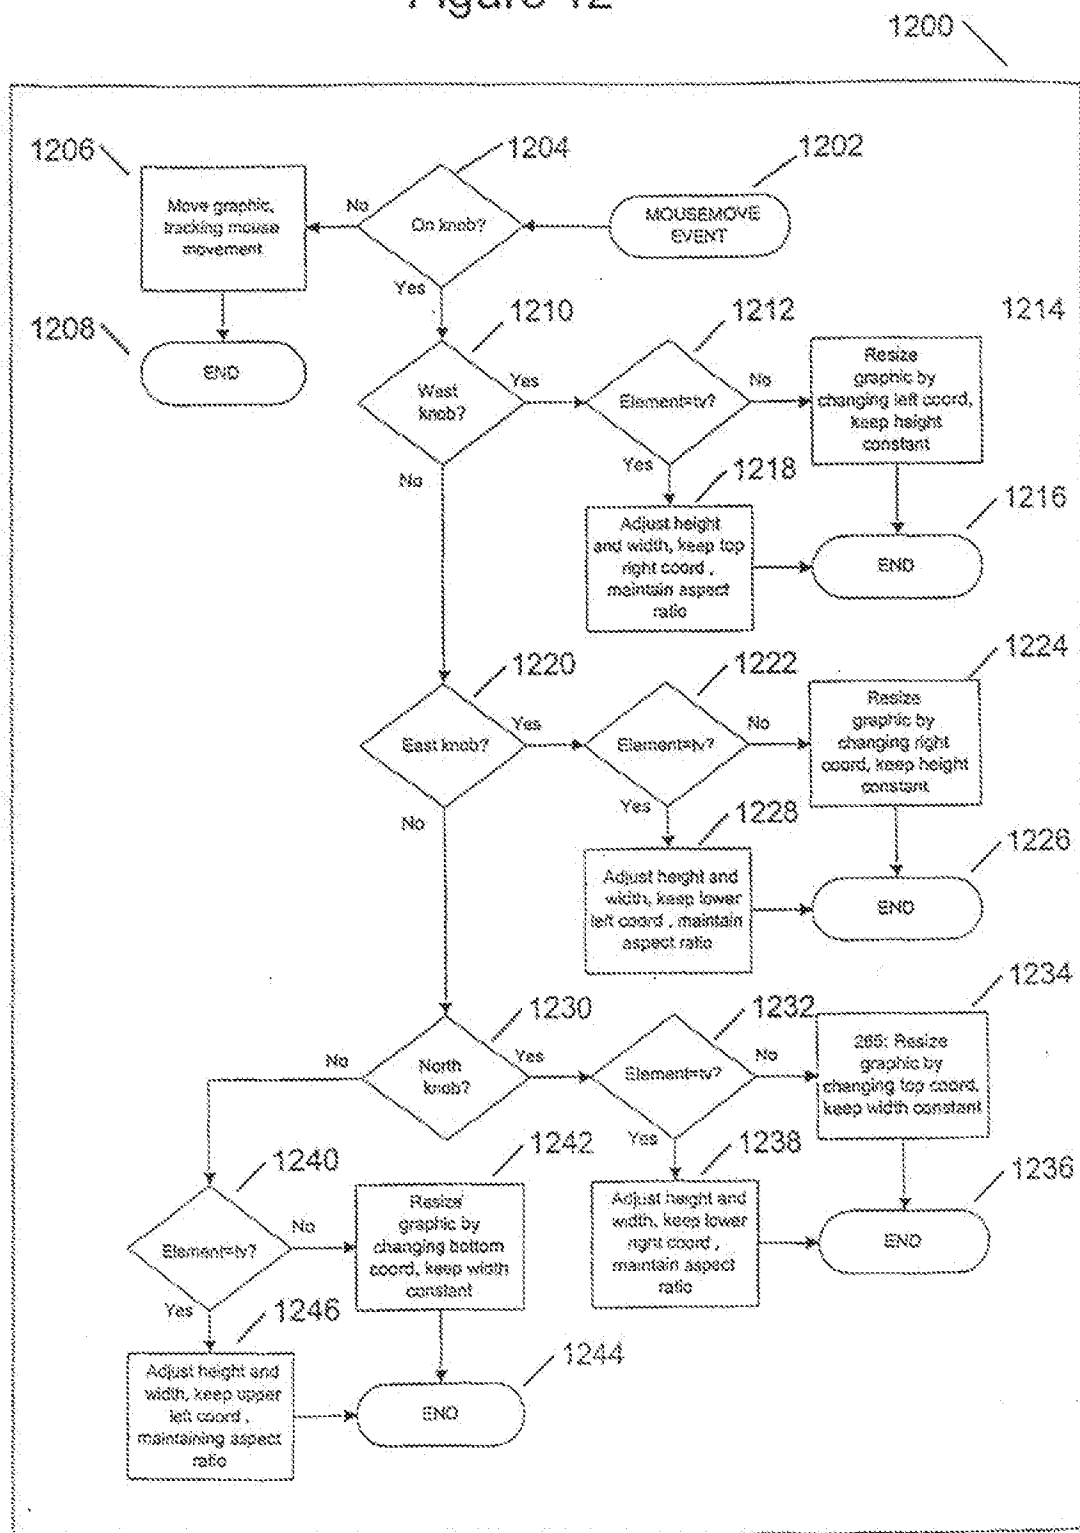 Figure 12
1200
1206
1204
1202
Move graphic,
tracking mouse
movement
No
On knob?
MOUSEMOVE
EVENT
Yes
1208
END
1210
1212
1214
West
knob?
Yes
Element=tv?
No
Resize
graphic by
changing left coord,
keep height
constant
No
Yes
1218
1216
Adjust height
and width, keep top
right coord ,
maintain aspect
ratio
END
1220
1222
1224
East knob?
Yes
Element=tv?
No
Resize
graphic by
changing right
coord, keep height
constant
No
Yes
1228
1226
Adjust height and
width, keep lower
left coord , maintain
aspect ratio
END
1230
1232
1234
No
North
knob?
Yes
Element=tv?
No
265: Resize
graphic by
changing top coord,
keep width constant
Yes
1238
1236
Adjust height and
width, keep lower
right coord ,
maintain aspect
ratio
END
1240
1242
Element=tv?
No
Resize
graphic by
changing bottom
coord, keep width
constant
Yes
1246
1244
Adjust height and
width, keep upper
left coord ,
maintaining aspect
ratio
END